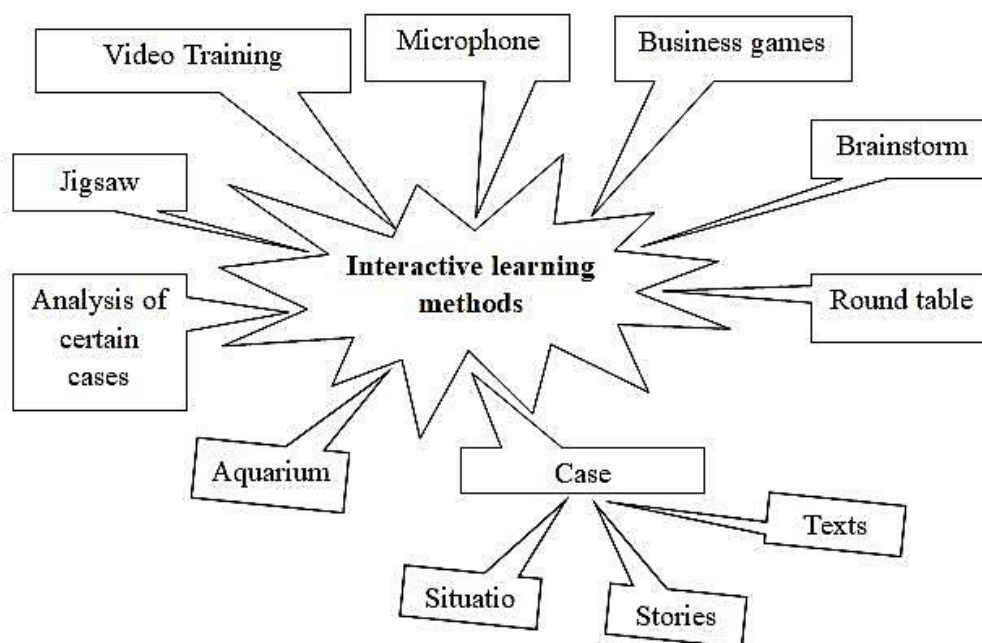 Video Training
Microphone
Business games
Jigsaw
Brainstorm
Interactive learning
methods
Analysis of
certain
cases
Round table
Aquarium
Case
Texts
Situatio
Stories